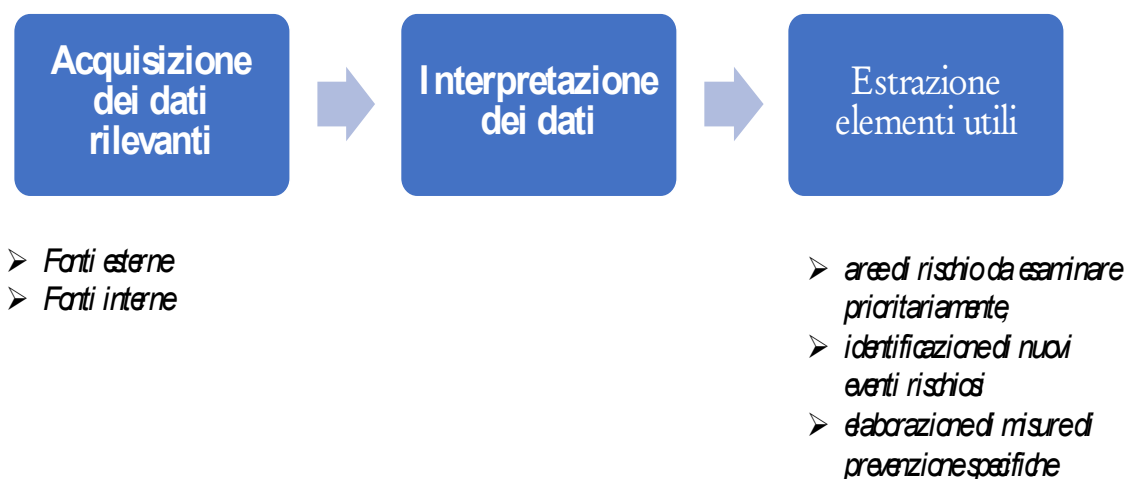 Acquisizione
dei dati
rilevanti
Interpretazione
dei dati
Estrazione
elementi utili
➢ Fonti esterne
➢ Fonti interne
➢ aree di rischio da esaminare
prioritariamente,
➢ identificazione di nuovi
eventi rischiosi
➢ elaborazione di misure di
prevenzione specifiche